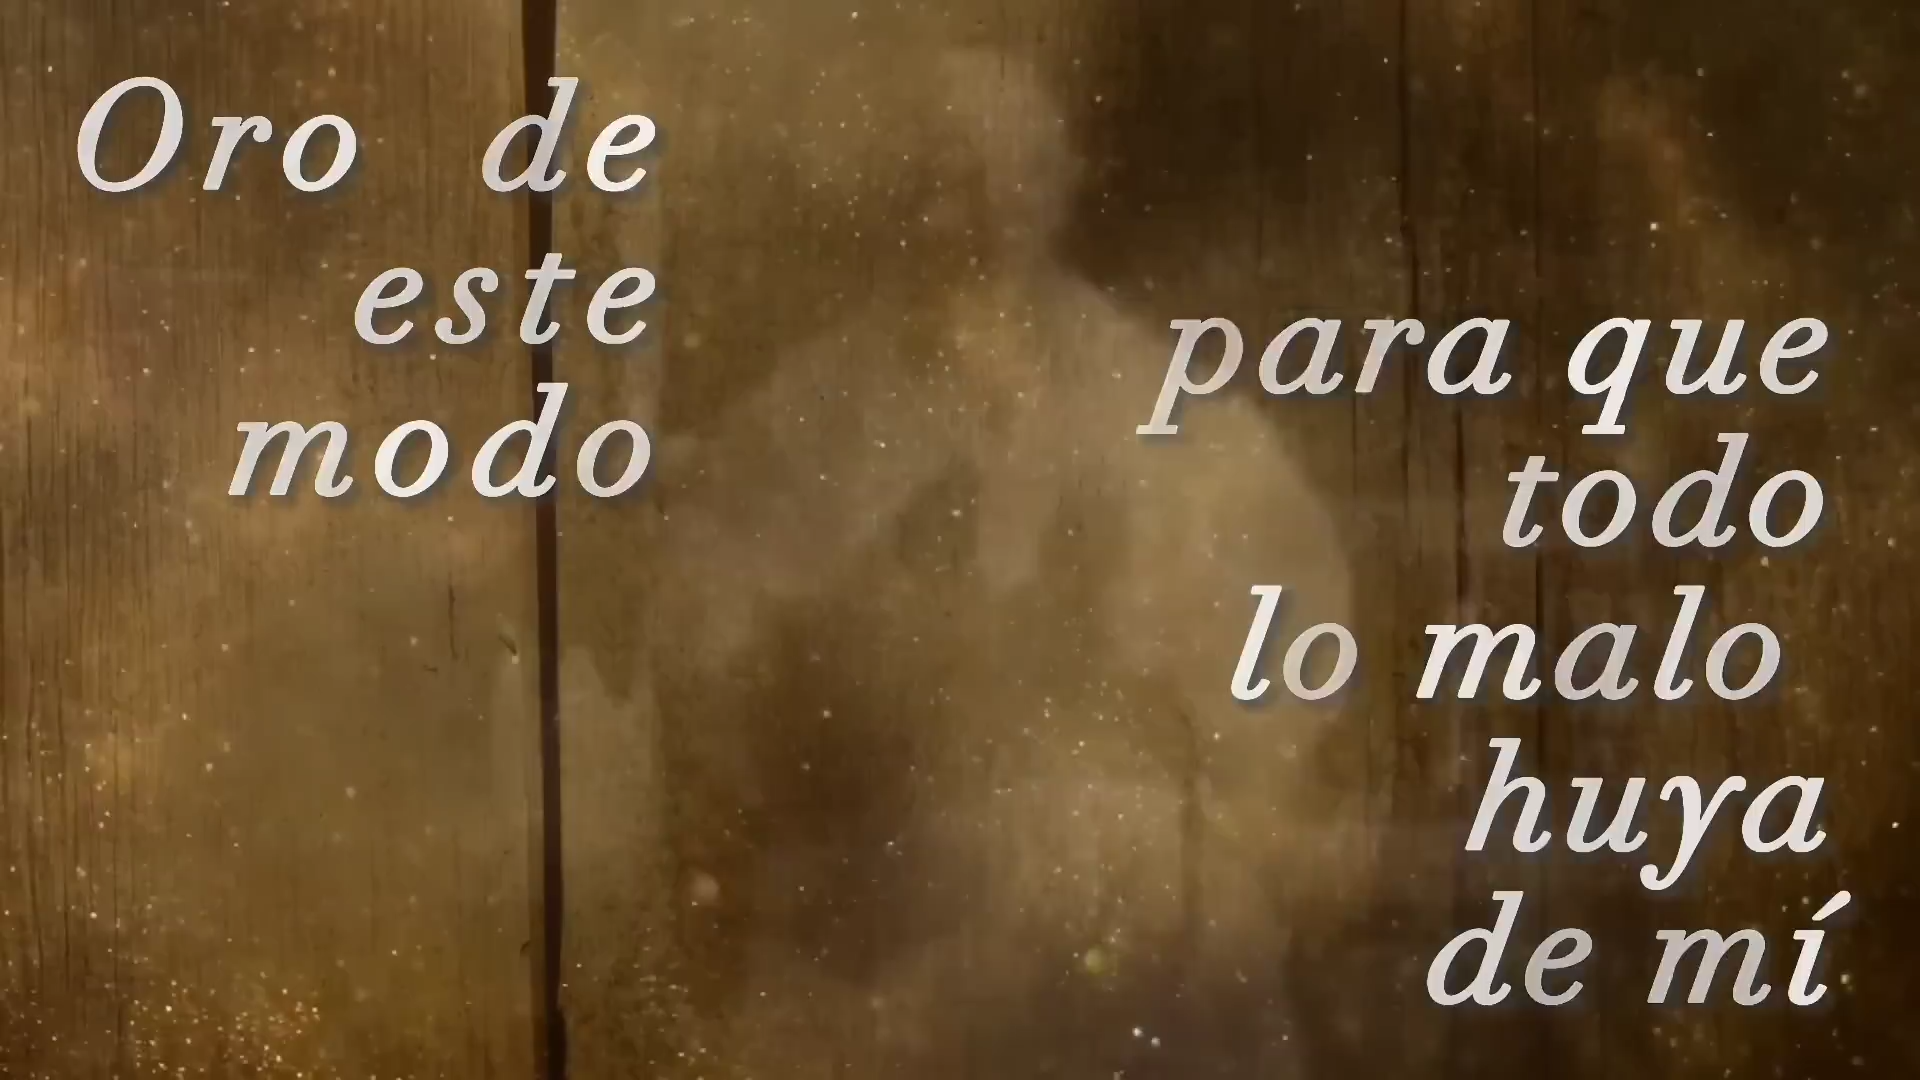 Oro de
este
modo
para que
todo
lo malo
huya
de mí